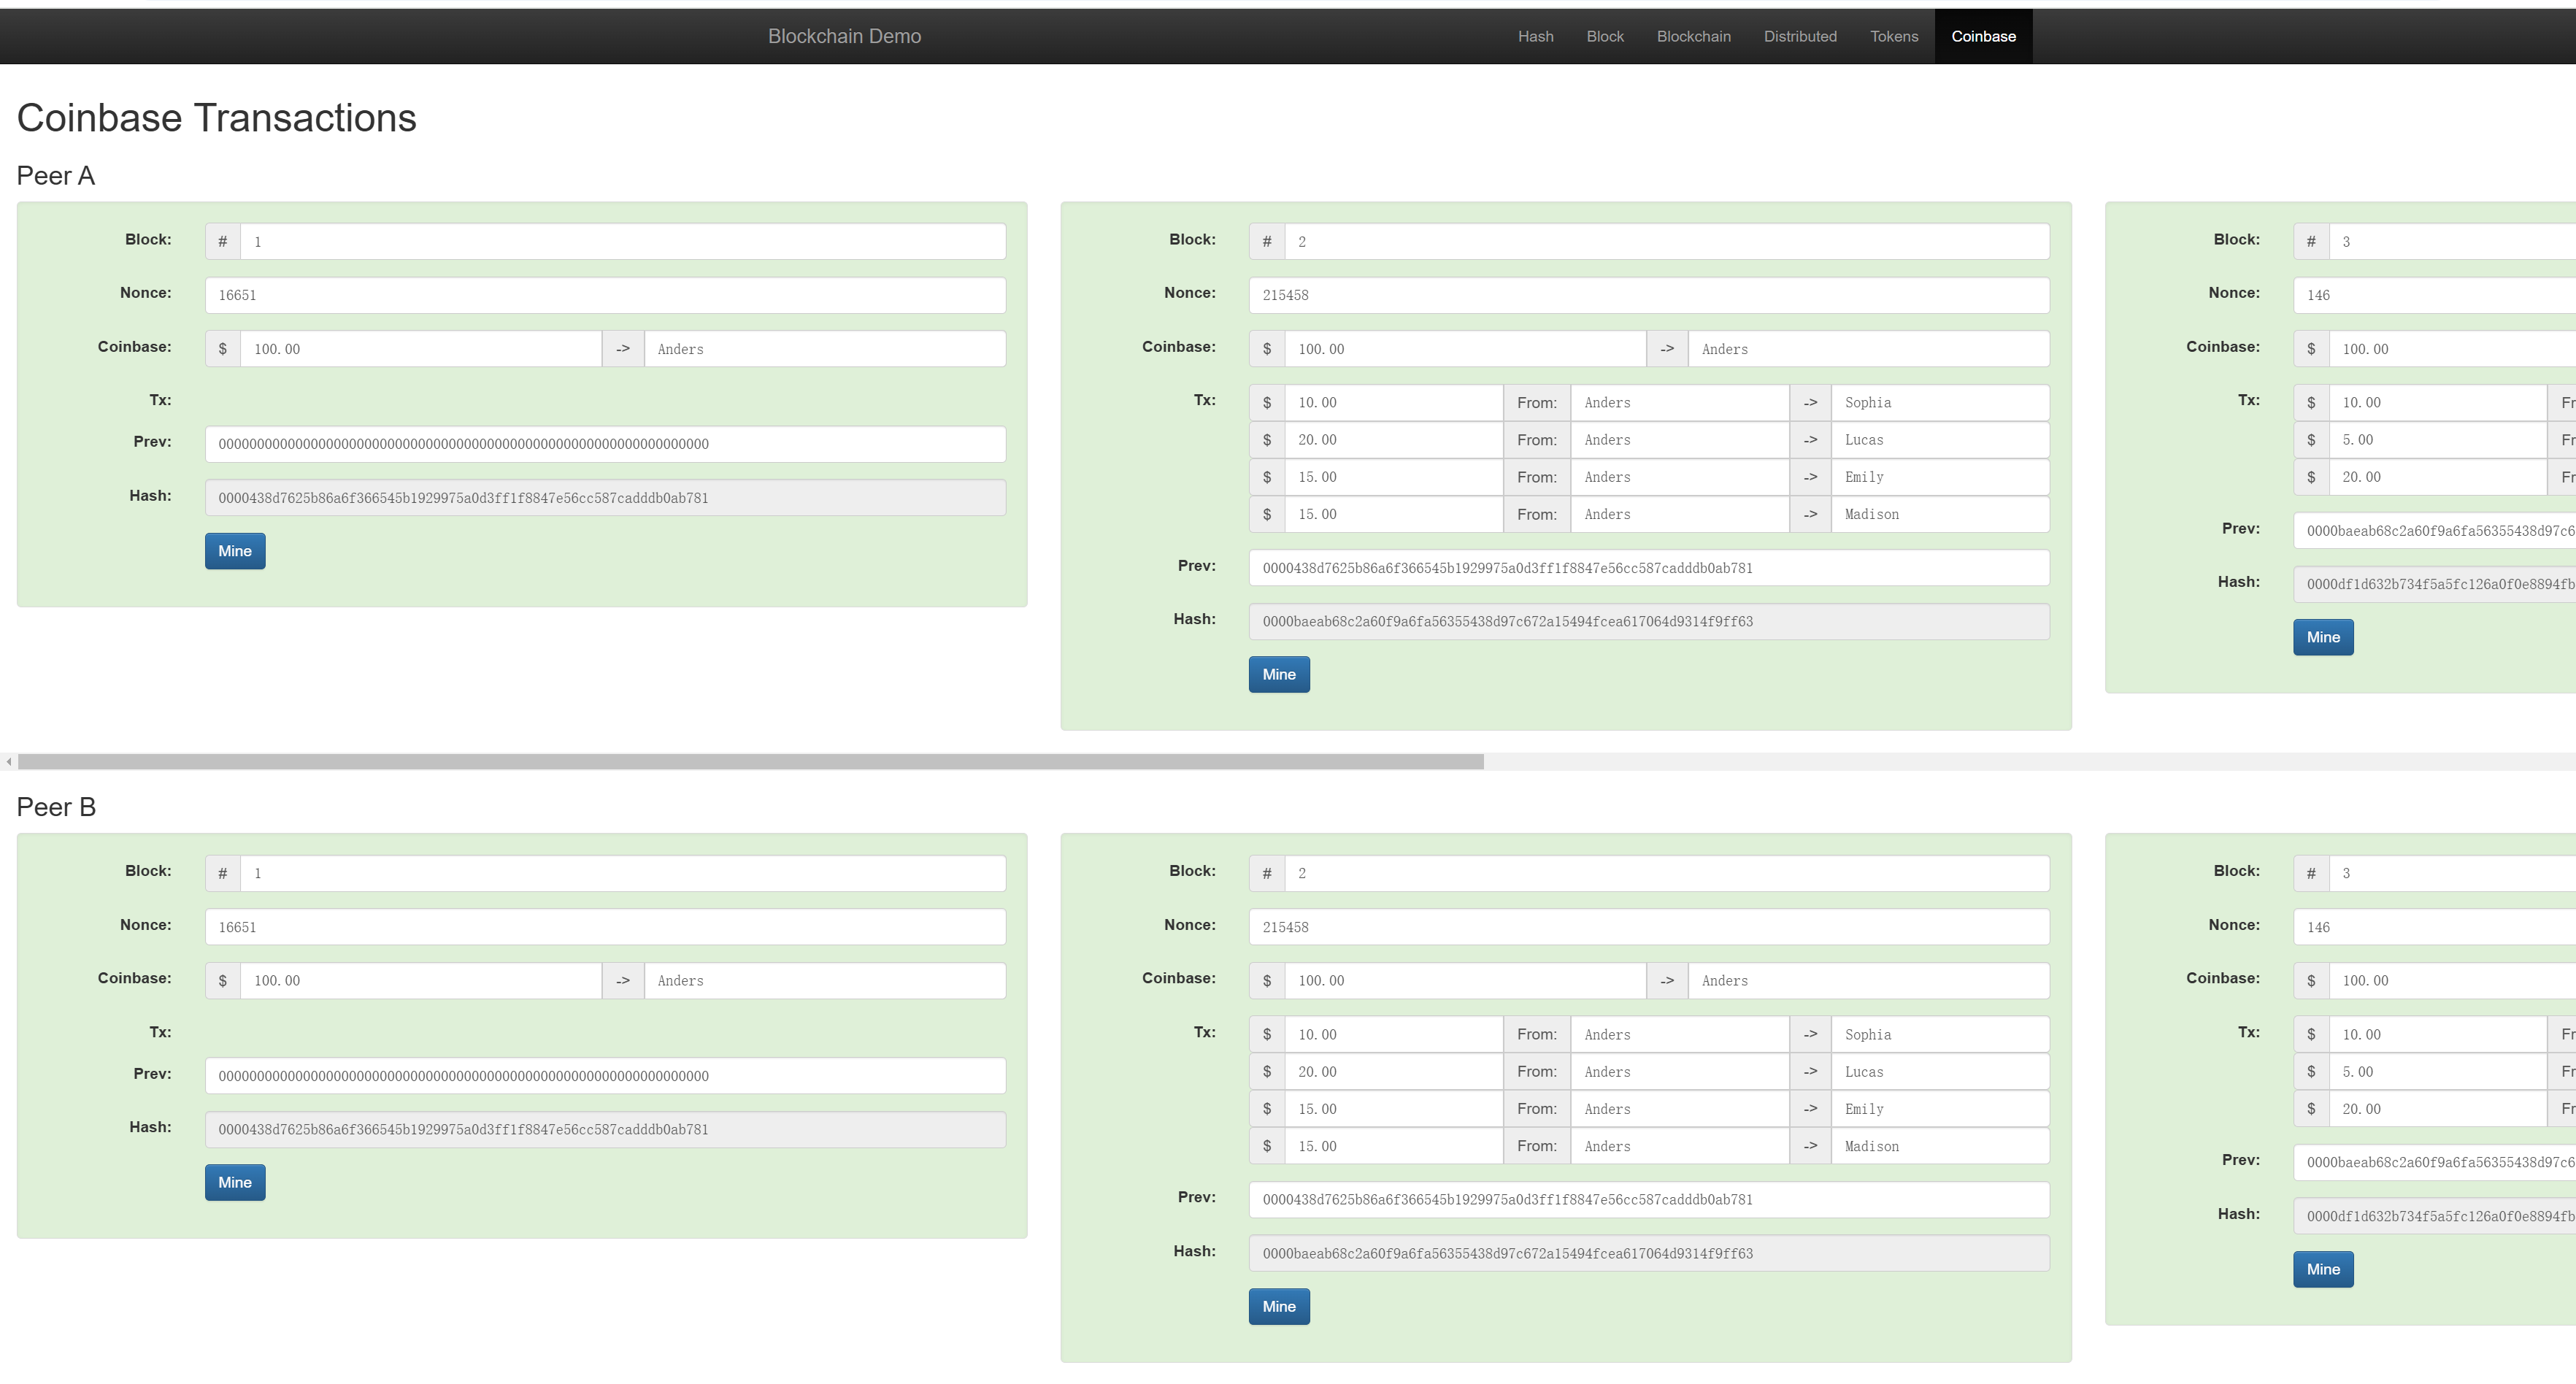 Blockchain Demo Hash Block Blockchain Distributed Tokens Coinbase
Coinbase Transactions
Peer A
Block: # 1
Nonce: 16651
Coinbase: $ 100.00 -> Anders
Tx:
Prev: 0000000000000000000000000000000000000000000000000000000000000000
Hash: 0000438d7625b86a6f366545b1929975a0d3ff1f8847e56cc587cadddb0ab781
Mine
Block: # 2
Nonce: 215458
Coinbase: $ 100.00 -> Anders
Tx: $ 10.00 From: Anders -> Sophia
$ 20.00 From: Anders -> Lucas
$ 15.00 From: Anders -> Emily
$ 15.00 From: Anders -> Madison
Prev: 0000438d7625b86a6f366545b1929975a0d3ff1f8847e56cc587cadddb0ab781
Hash: 0000baeab68c2a60f9a6fa56355438d97c672a15494fcea617064d9314f9ff63
Mine
Block: # 3
Nonce: 146
Coinbase: $ 100.00
Tx: $ 10.00 Fr
$ 5.00 Fr
$ 20.00 Fr
Prev: 0000baeab68c2a60f9a6fa56355438d97c6
Hash: 0000df1d632b734f5a5fc126a0f0e8894fb
Mine
Peer B
Block: # 1
Nonce: 16651
Coinbase: $ 100.00 -> Anders
Tx:
Prev: 0000000000000000000000000000000000000000000000000000000000000000
Hash: 0000438d7625b86a6f366545b1929975a0d3ff1f8847e56cc587cadddb0ab781
Mine
Block: # 2
Nonce: 215458
Coinbase: $ 100.00 -> Anders
Tx: $ 10.00 From: Anders -> Sophia
$ 20.00 From: Anders -> Lucas
$ 15.00 From: Anders -> Emily
$ 15.00 From: Anders -> Madison
Prev: 0000438d7625b86a6f366545b1929975a0d3ff1f8847e56cc587cadddb0ab781
Hash: 0000baeab68c2a60f9a6fa56355438d97c672a15494fcea617064d9314f9ff63
Mine
Block: # 3
Nonce: 146
Coinbase: $ 100.00
Tx: $ 10.00 Fr
$ 5.00 Fr
$ 20.00 Fr
Prev: 0000baeab68c2a60f9a6fa56355438d97c6
Hash: 0000df1d632b734f5a5fc126a0f0e8894fb
Mine